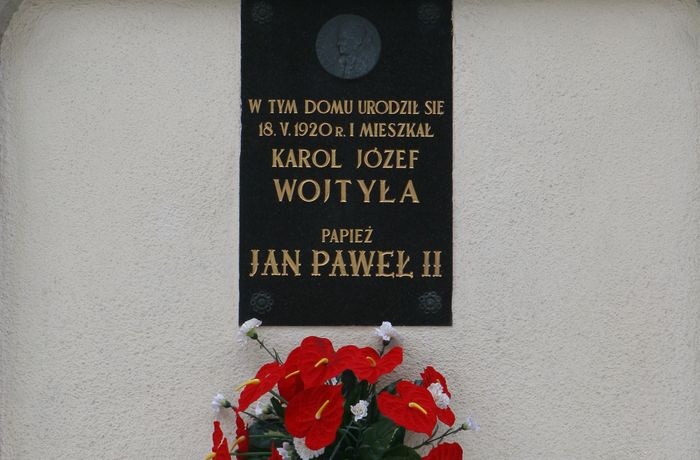 W TYM DOMU URODZIŁ SIE
18. V. 1920 R. I MIESZKAŁ
KAROL JÓZEF
WOJTYŁA
PAPIEŻ
JAN PAWEŁ II